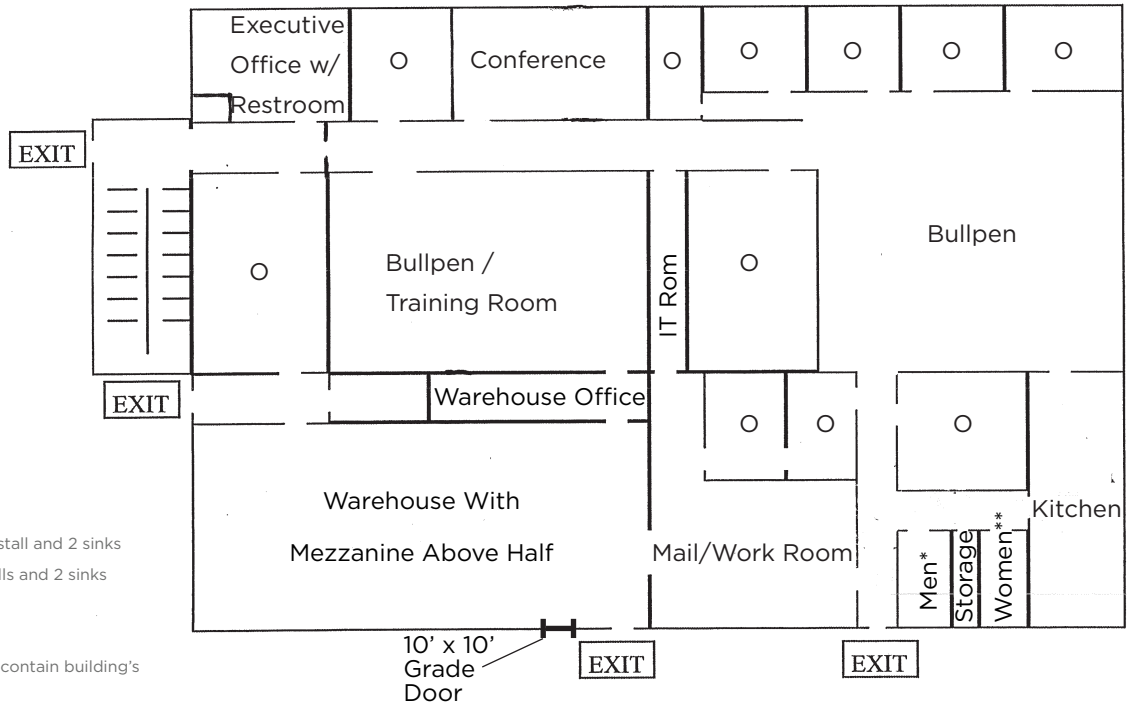 Executive
Office w/
Restroom
O
Conference
O
O
O
O
O
EXIT
O
Bullpen /
Training Room
IT Rom
O
Bullpen
EXIT
Warehouse Office
O
O
O
Warehouse With
Mezzanine Above Half
Mail/Work Room
Men*
Storage
Women**
Kitchen
stall and 2 sinks
lls and 2 sinks
contain building's
10' x 10'
Grade
Door
EXIT
EXIT